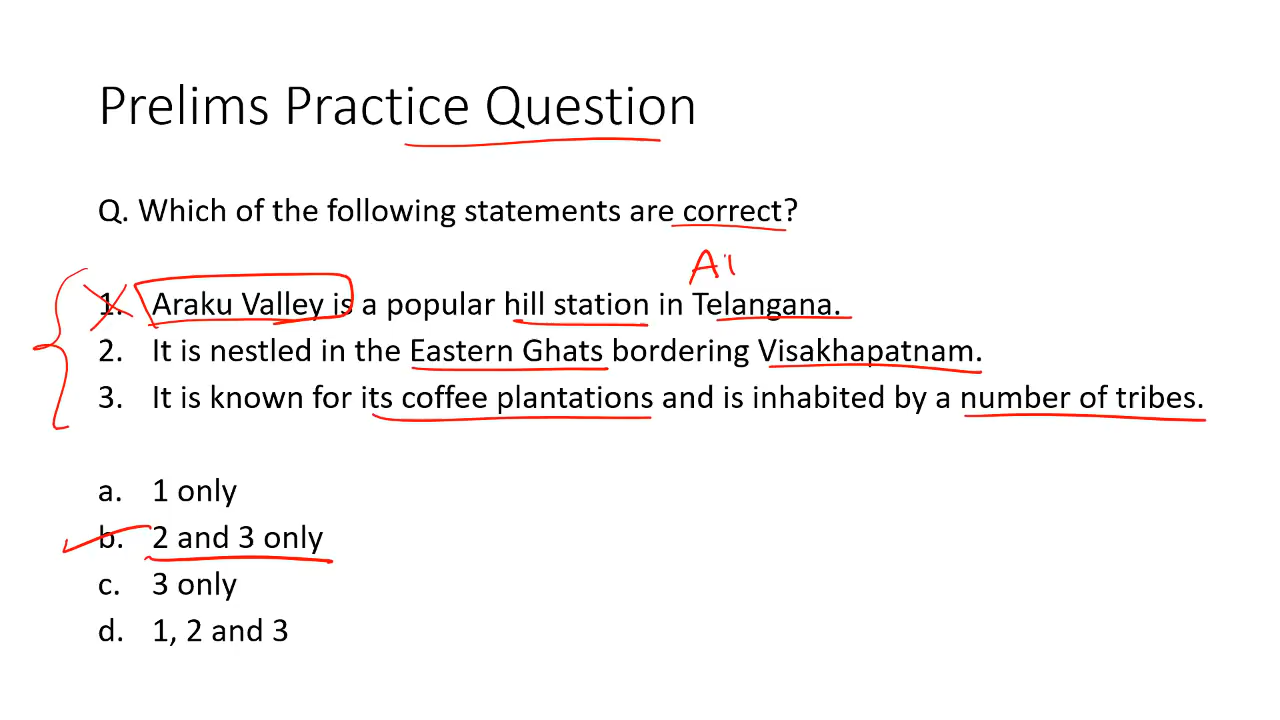 Prelims Practice Question
Q. Which of the following statements are correct?
1. Araku Valley is a popular hill station in Telangana.
2. It is nestled in the Eastern Ghats bordering Visakhapatnam.
3. It is known for its coffee plantations and is inhabited by a number of tribes.
a. 1 only
b. 2 and 3 only
c. 3 only
d. 1, 2 and 3